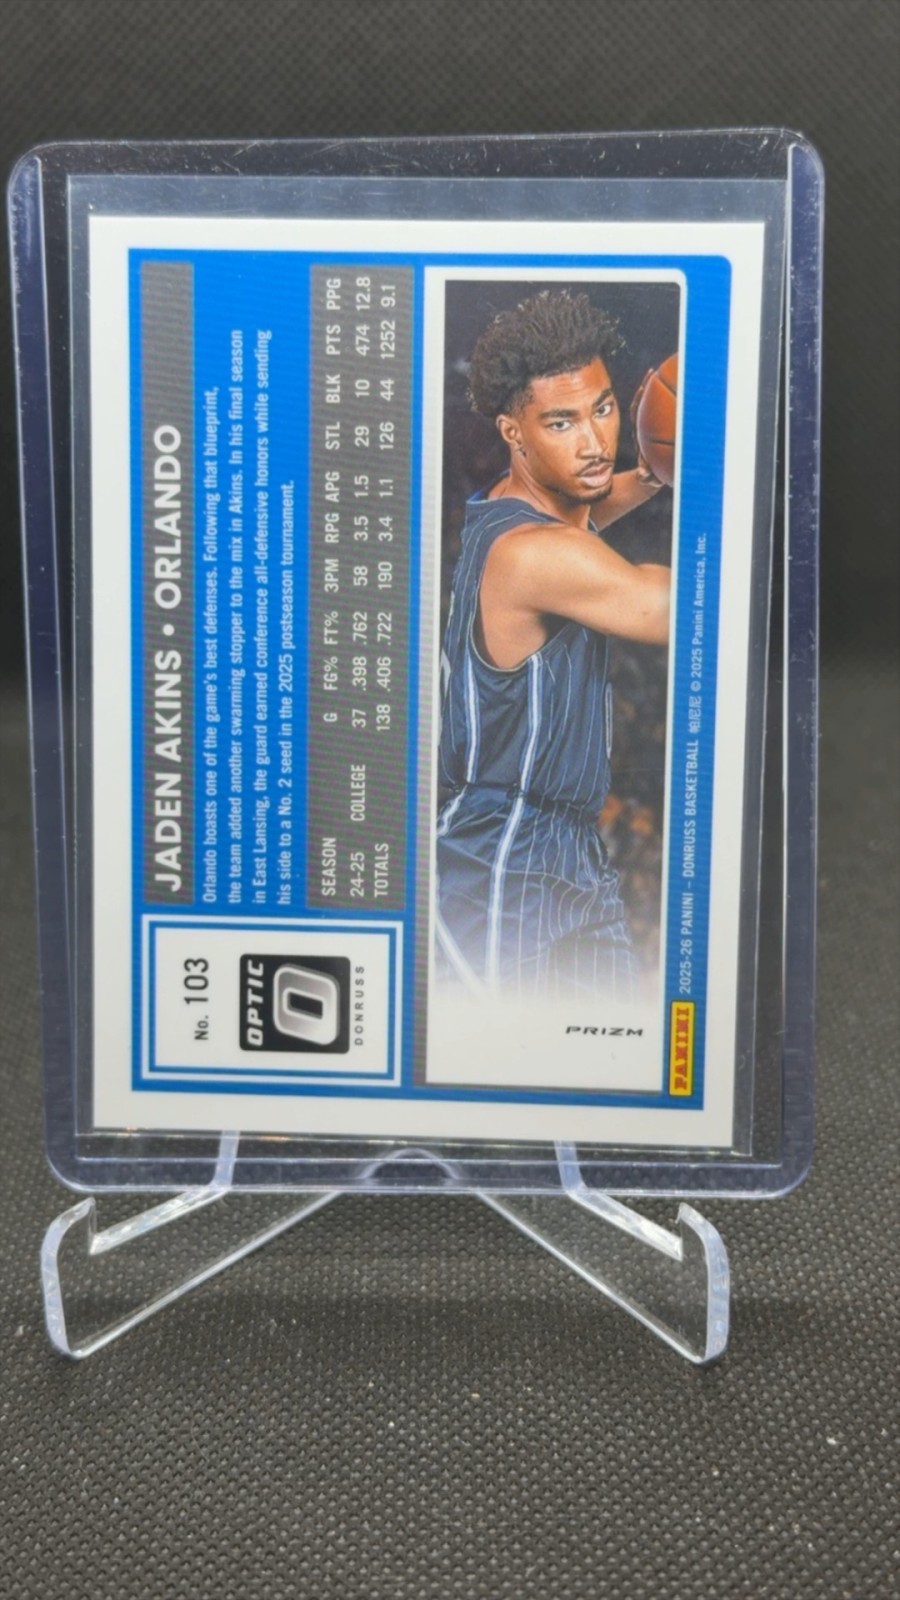 JADEN AKINS • ORLANDO
Orlando boasts one of the game's best defenses. Following that blueprint,
the team added another swarming stopper to the mix in Akins. In his final season
in East Lansing, the guard earned conference all-defensive honors while sending
his side to a No. 2 seed in the 2025 postseason tournament.
SEASON G FG% FT% 3PM RPG APG STL BLK PTS PPG
24-25 COLLEGE 37 .398 .762 58 3.5 1.5 29 10 474 12.8
TOTALS 138 .406 .722 190 3.4 1.1 126 44 1252 9.1
No. 103
OPTIC
DONRUSS
PRIZM
PANINI
2025-26 PANINI – DONRUSS BASKETBALL 帕尼尼 © 2025 Panini America, Inc.